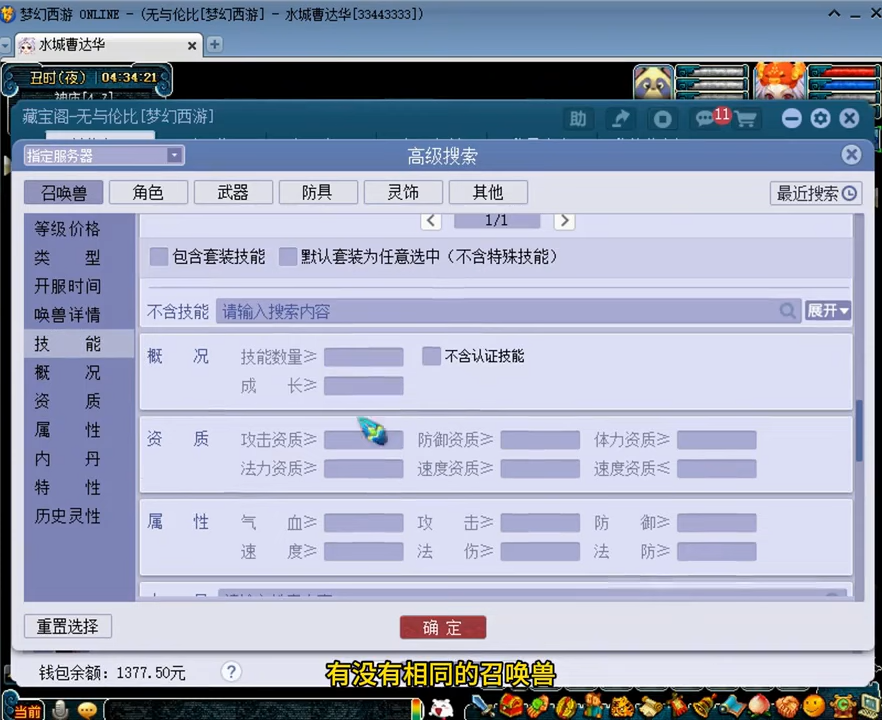 梦幻西游 ONLINE - (无与伦比[梦幻西游] - 水城曹达华[33443333])
水城曹达华
丑时(夜) 04:34:21
藏宝阁-无与伦比[梦幻西游]
助
11
指定服务器
高级搜索
召唤兽 角色 武器 防具 灵饰 其他 最近搜索
等级价格
类 型
开服时间
唤兽详情
技 能
概 况
资 质
属 性
内 丹
特 性
历史灵性
1/1
包含套装技能 默认套装为任意选中（不含特殊技能）
不含技能 请输入搜索内容 展开
概 况 技能数量≥ 不含认证技能
成 长≥
资 质 攻击资质≥ 防御资质≥ 体力资质≥
法力资质≥ 速度资质≥ 速度资质≤
属 性 气 血≥ 攻 击≥ 防 御≥
速 度≥ 法 伤≥ 法 防≥
重置选择 确 定
钱包余额: 1377.50元 ?
有没有相同的召唤兽
当前